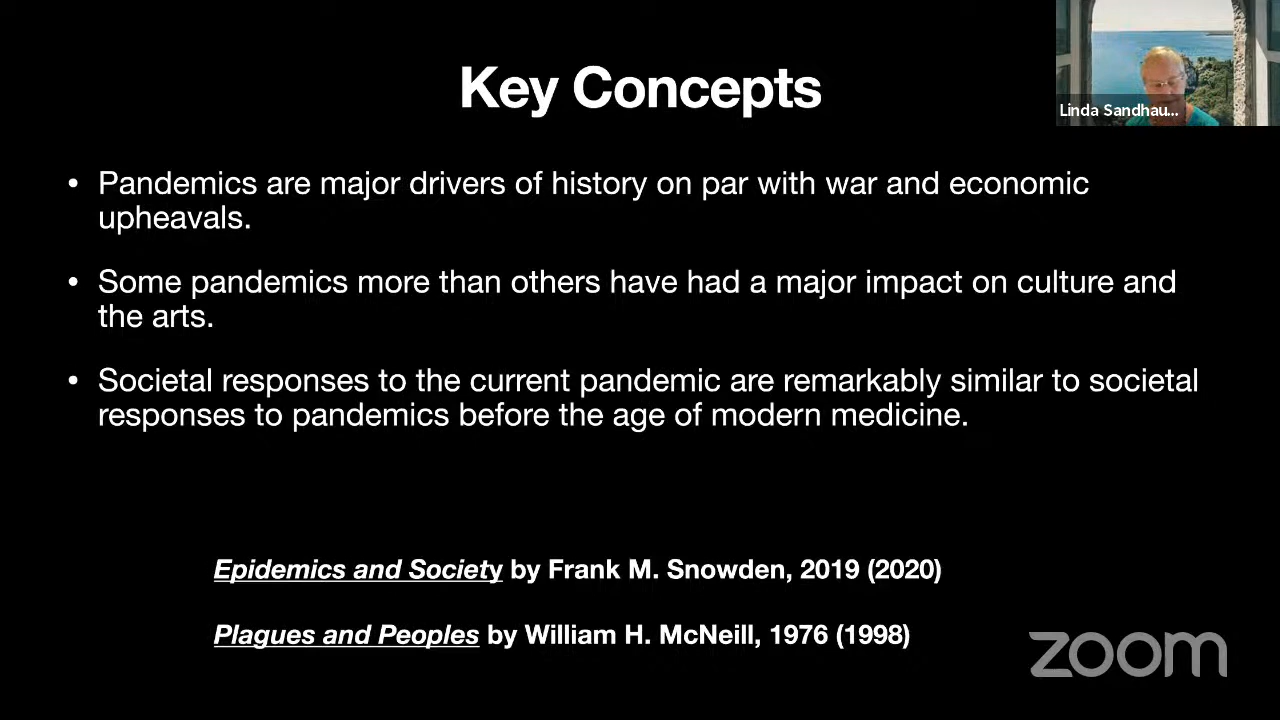 Key Concepts
Linda Sandhau...
• Pandemics are major drivers of history on par with war and economic
upheavals.
• Some pandemics more than others have had a major impact on culture and
the arts.
• Societal responses to the current pandemic are remarkably similar to societal
responses to pandemics before the age of modern medicine.
Epidemics and Society by Frank M. Snowden, 2019 (2020)
Plagues and Peoples by William H. McNeill, 1976 (1998)
zoom